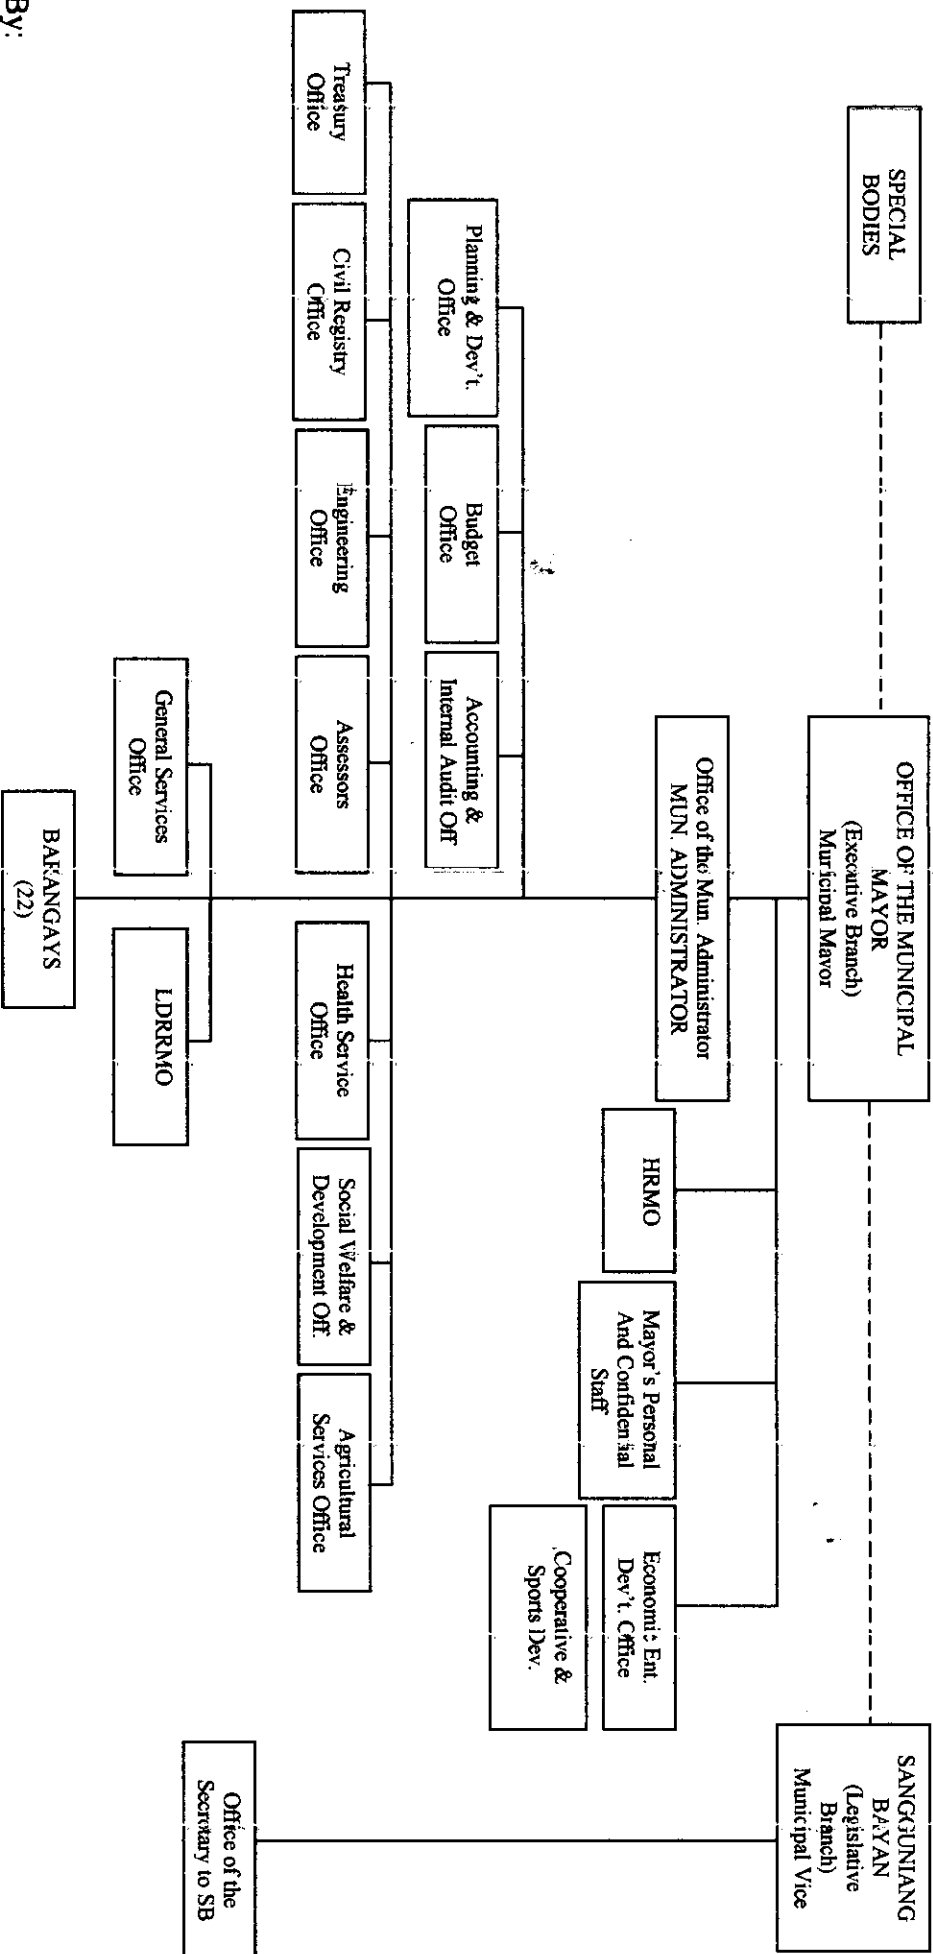 SPECIAL
BODIES
OFFICE OF THE MUNICIPAL
MAYOR
(Executive Branch)
Municipal Mayor
SANGGUNIANG
BAYAN
(Legislative
Branch)
Municipal Vice
Office of the Mun. Administrator
MUN. ADMINISTRATOR
HRMO
Mayor's Personal
And Confidential
Staff
Economic Ent.
Dev't. Office
Cooperative &
Sports Dev.
Planning & Dev't.
Office
Budget
Office
Accounting &
Internal Audit Off
Treasury
Office
Civil Registry
Office
Engineering
Office
Assessors
Office
Health Service
Office
Social Welfare &
Development Off.
Agricultural
Services Office
General Services
Office
LDRRMO
Office of the
Secretary to SB
BARANGAYS
(22)
By: